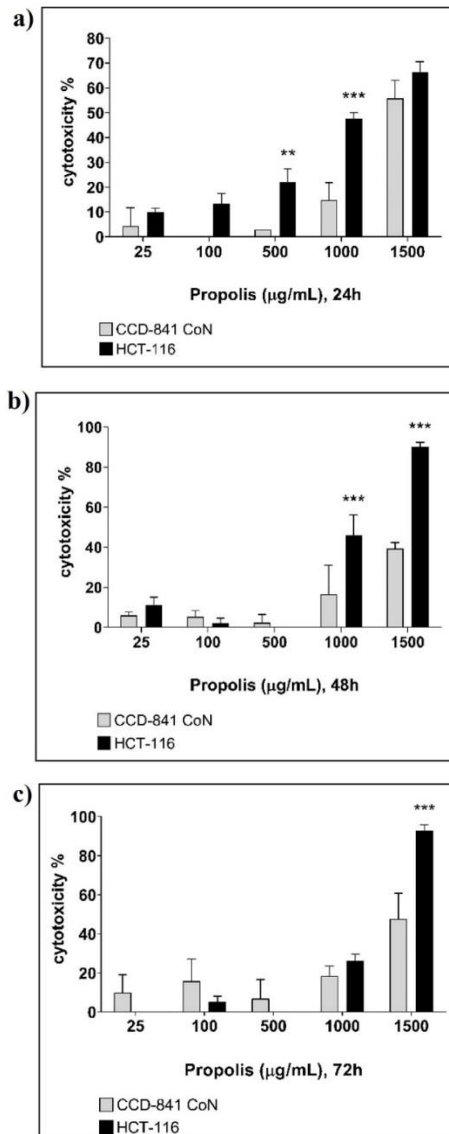 a)
cytotoxicity %
80
70
60
50
40
30
20
10
0
** ***
25 100 500 1000 1500
Propolis (µg/mL), 24h
CCD-841 CoN
HCT-116
b)
cytotoxicity %
100
80
60
40
20
0
*** ***
25 100 500 1000 1500
Propolis (µg/mL), 48h
CCD-841 CoN
HCT-116
c)
cytotoxicity %
100
80
60
40
20
0
***
25 100 500 1000 1500
Propolis (µg/mL), 72h
CCD-841 CoN
HCT-116